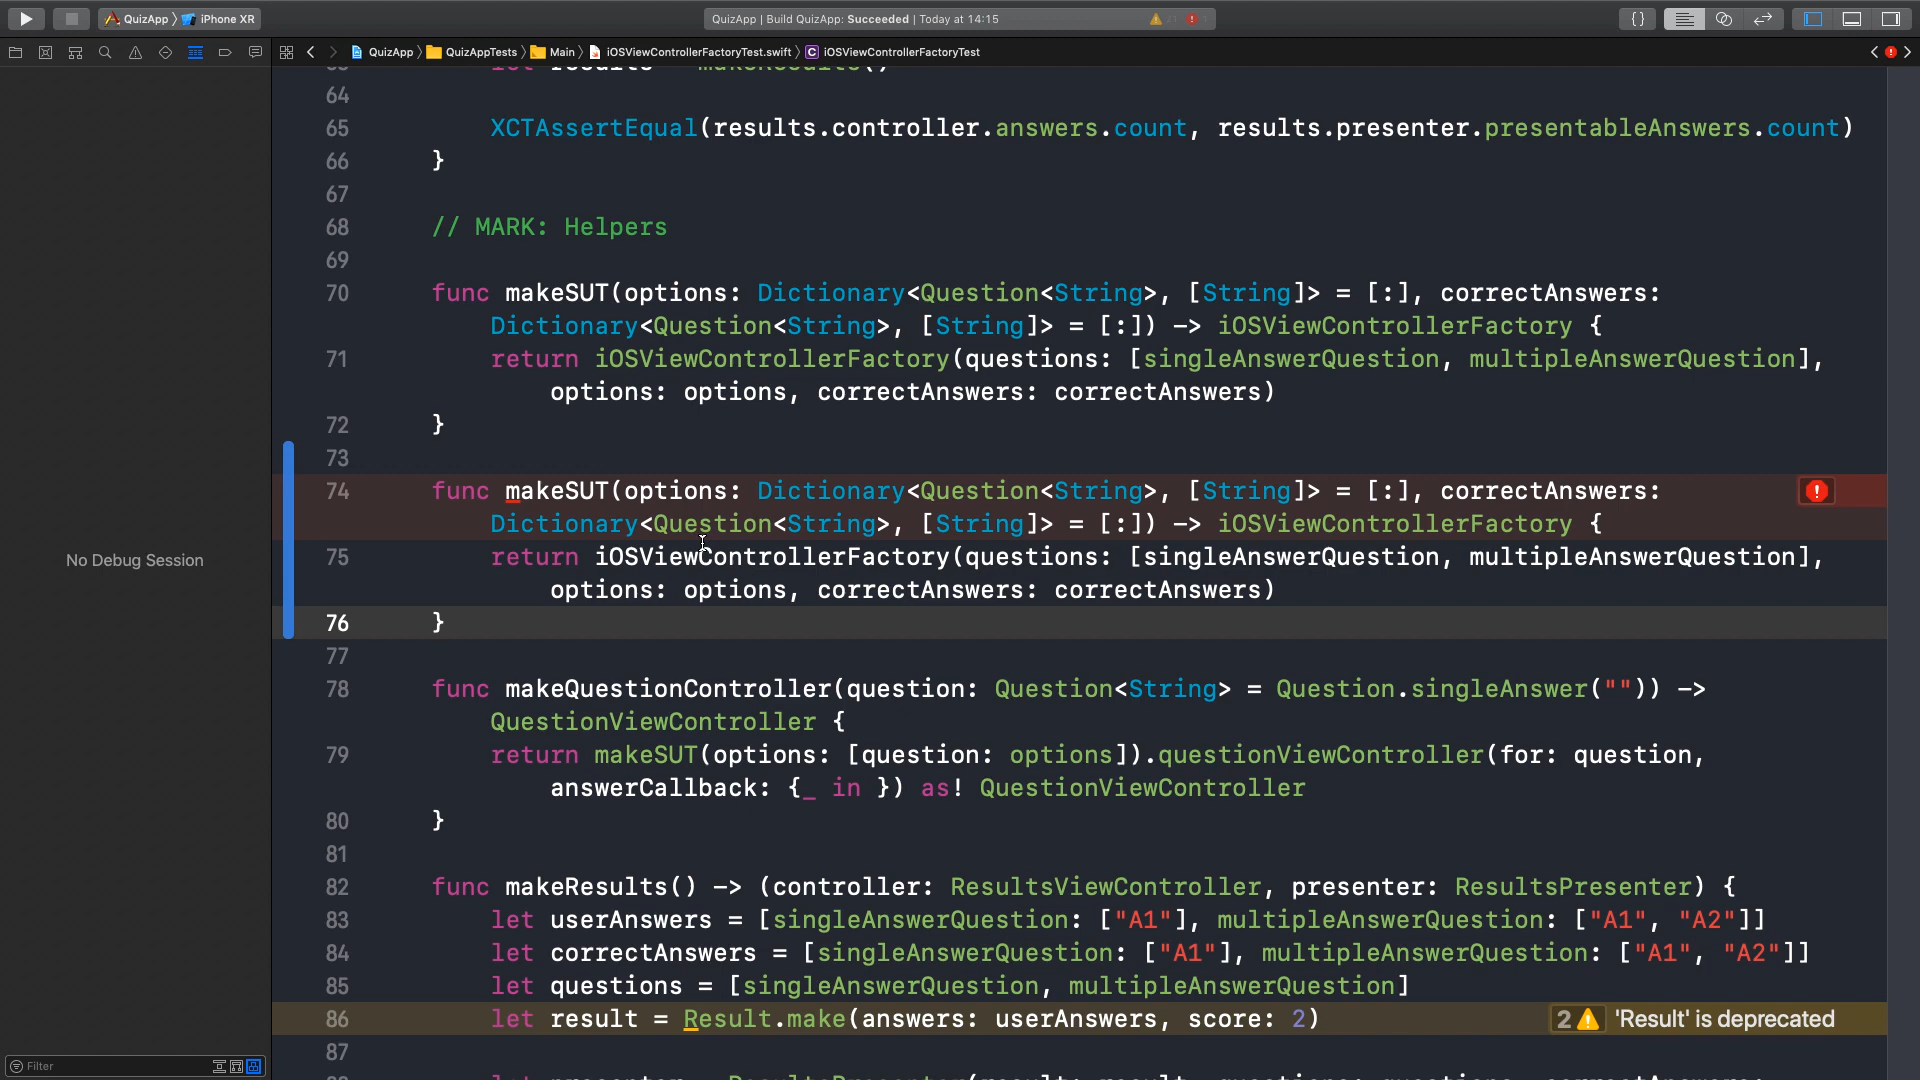 QuizApp iPhone XR
QuizApp | Build QuizApp: Succeeded | Today at 14:15
QuizApp QuizAppTests Main iOSViewControllerFactoryTest.swift C iOSViewControllerFactoryTest
64
65 XCTAssertEqual(results.controller.answers.count, results.presenter.presentableAnswers.count)
66 }
67
68 // MARK: Helpers
69
70 func makeSUT(options: Dictionary<Question<String>, [String]> = [:], correctAnswers:
Dictionary<Question<String>, [String]> = [:]) -> iOSViewControllerFactory {
71 return iOSViewControllerFactory(questions: [singleAnswerQuestion, multipleAnswerQuestion],
options: options, correctAnswers: correctAnswers)
72 }
73
74 func makeSUT(options: Dictionary<Question<String>, [String]> = [:], correctAnswers:
Dictionary<Question<String>, [String]> = [:]) -> iOSViewControllerFactory {
75 return iOSViewControllerFactory(questions: [singleAnswerQuestion, multipleAnswerQuestion],
options: options, correctAnswers: correctAnswers)
76 }
77
78 func makeQuestionController(question: Question<String> = Question.singleAnswer("")) ->
QuestionViewController {
79 return makeSUT(options: [question: options]).questionViewController(for: question,
answerCallback: {_ in }) as! QuestionViewController
80 }
81
82 func makeResults() -> (controller: ResultsViewController, presenter: ResultsPresenter) {
83 let userAnswers = [singleAnswerQuestion: ["A1"], multipleAnswerQuestion: ["A1", "A2"]]
84 let correctAnswers = [singleAnswerQuestion: ["A1"], multipleAnswerQuestion: ["A1", "A2"]]
85 let questions = [singleAnswerQuestion, multipleAnswerQuestion]
86 let result = Result.make(answers: userAnswers, score: 2) 2 'Result' is deprecated
87
No Debug Session
Filter